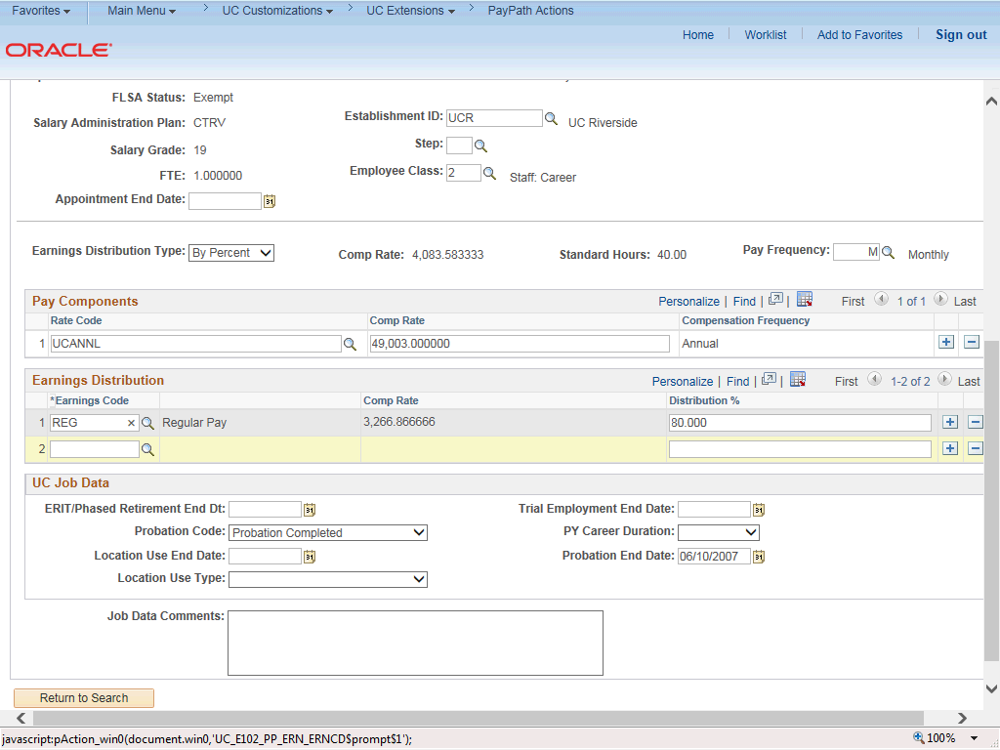 Favorites Main Menu > UC Customizations > UC Extensions > PayPath Actions
Home Worklist Add to Favorites Sign out
ORACLE
FLSA Status: Exempt
Salary Administration Plan: CTRV
Establishment ID: UCR UC Riverside
Salary Grade: 19
Step:
FTE: 1.000000
Employee Class: 2 Staff: Career
Appointment End Date: 31
Earnings Distribution Type: By Percent Comp Rate: 4,083.583333 Standard Hours: 40.00 Pay Frequency: M Monthly
Pay Components Personalize | Find | | First 1 of 1 Last
Rate Code Comp Rate Compensation Frequency
1 UCANNL 49,003.000000 Annual
Earnings Distribution Personalize | Find | | First 1-2 of 2 Last
*Earnings Code Comp Rate Distribution %
1 REG × Regular Pay 3,266.866666 80.000
2
UC Job Data
ERIT/Phased Retirement End Dt: 31 Trial Employment End Date: 31
Probation Code: Probation Completed PY Career Duration:
Location Use End Date: 31 Probation End Date: 06/10/2007 31
Location Use Type:
Job Data Comments:
Return to Search
javascript:pAction_win0(document.win0,'UC_E102_PP_ERN_ERNCD$prompt$1'); 100%